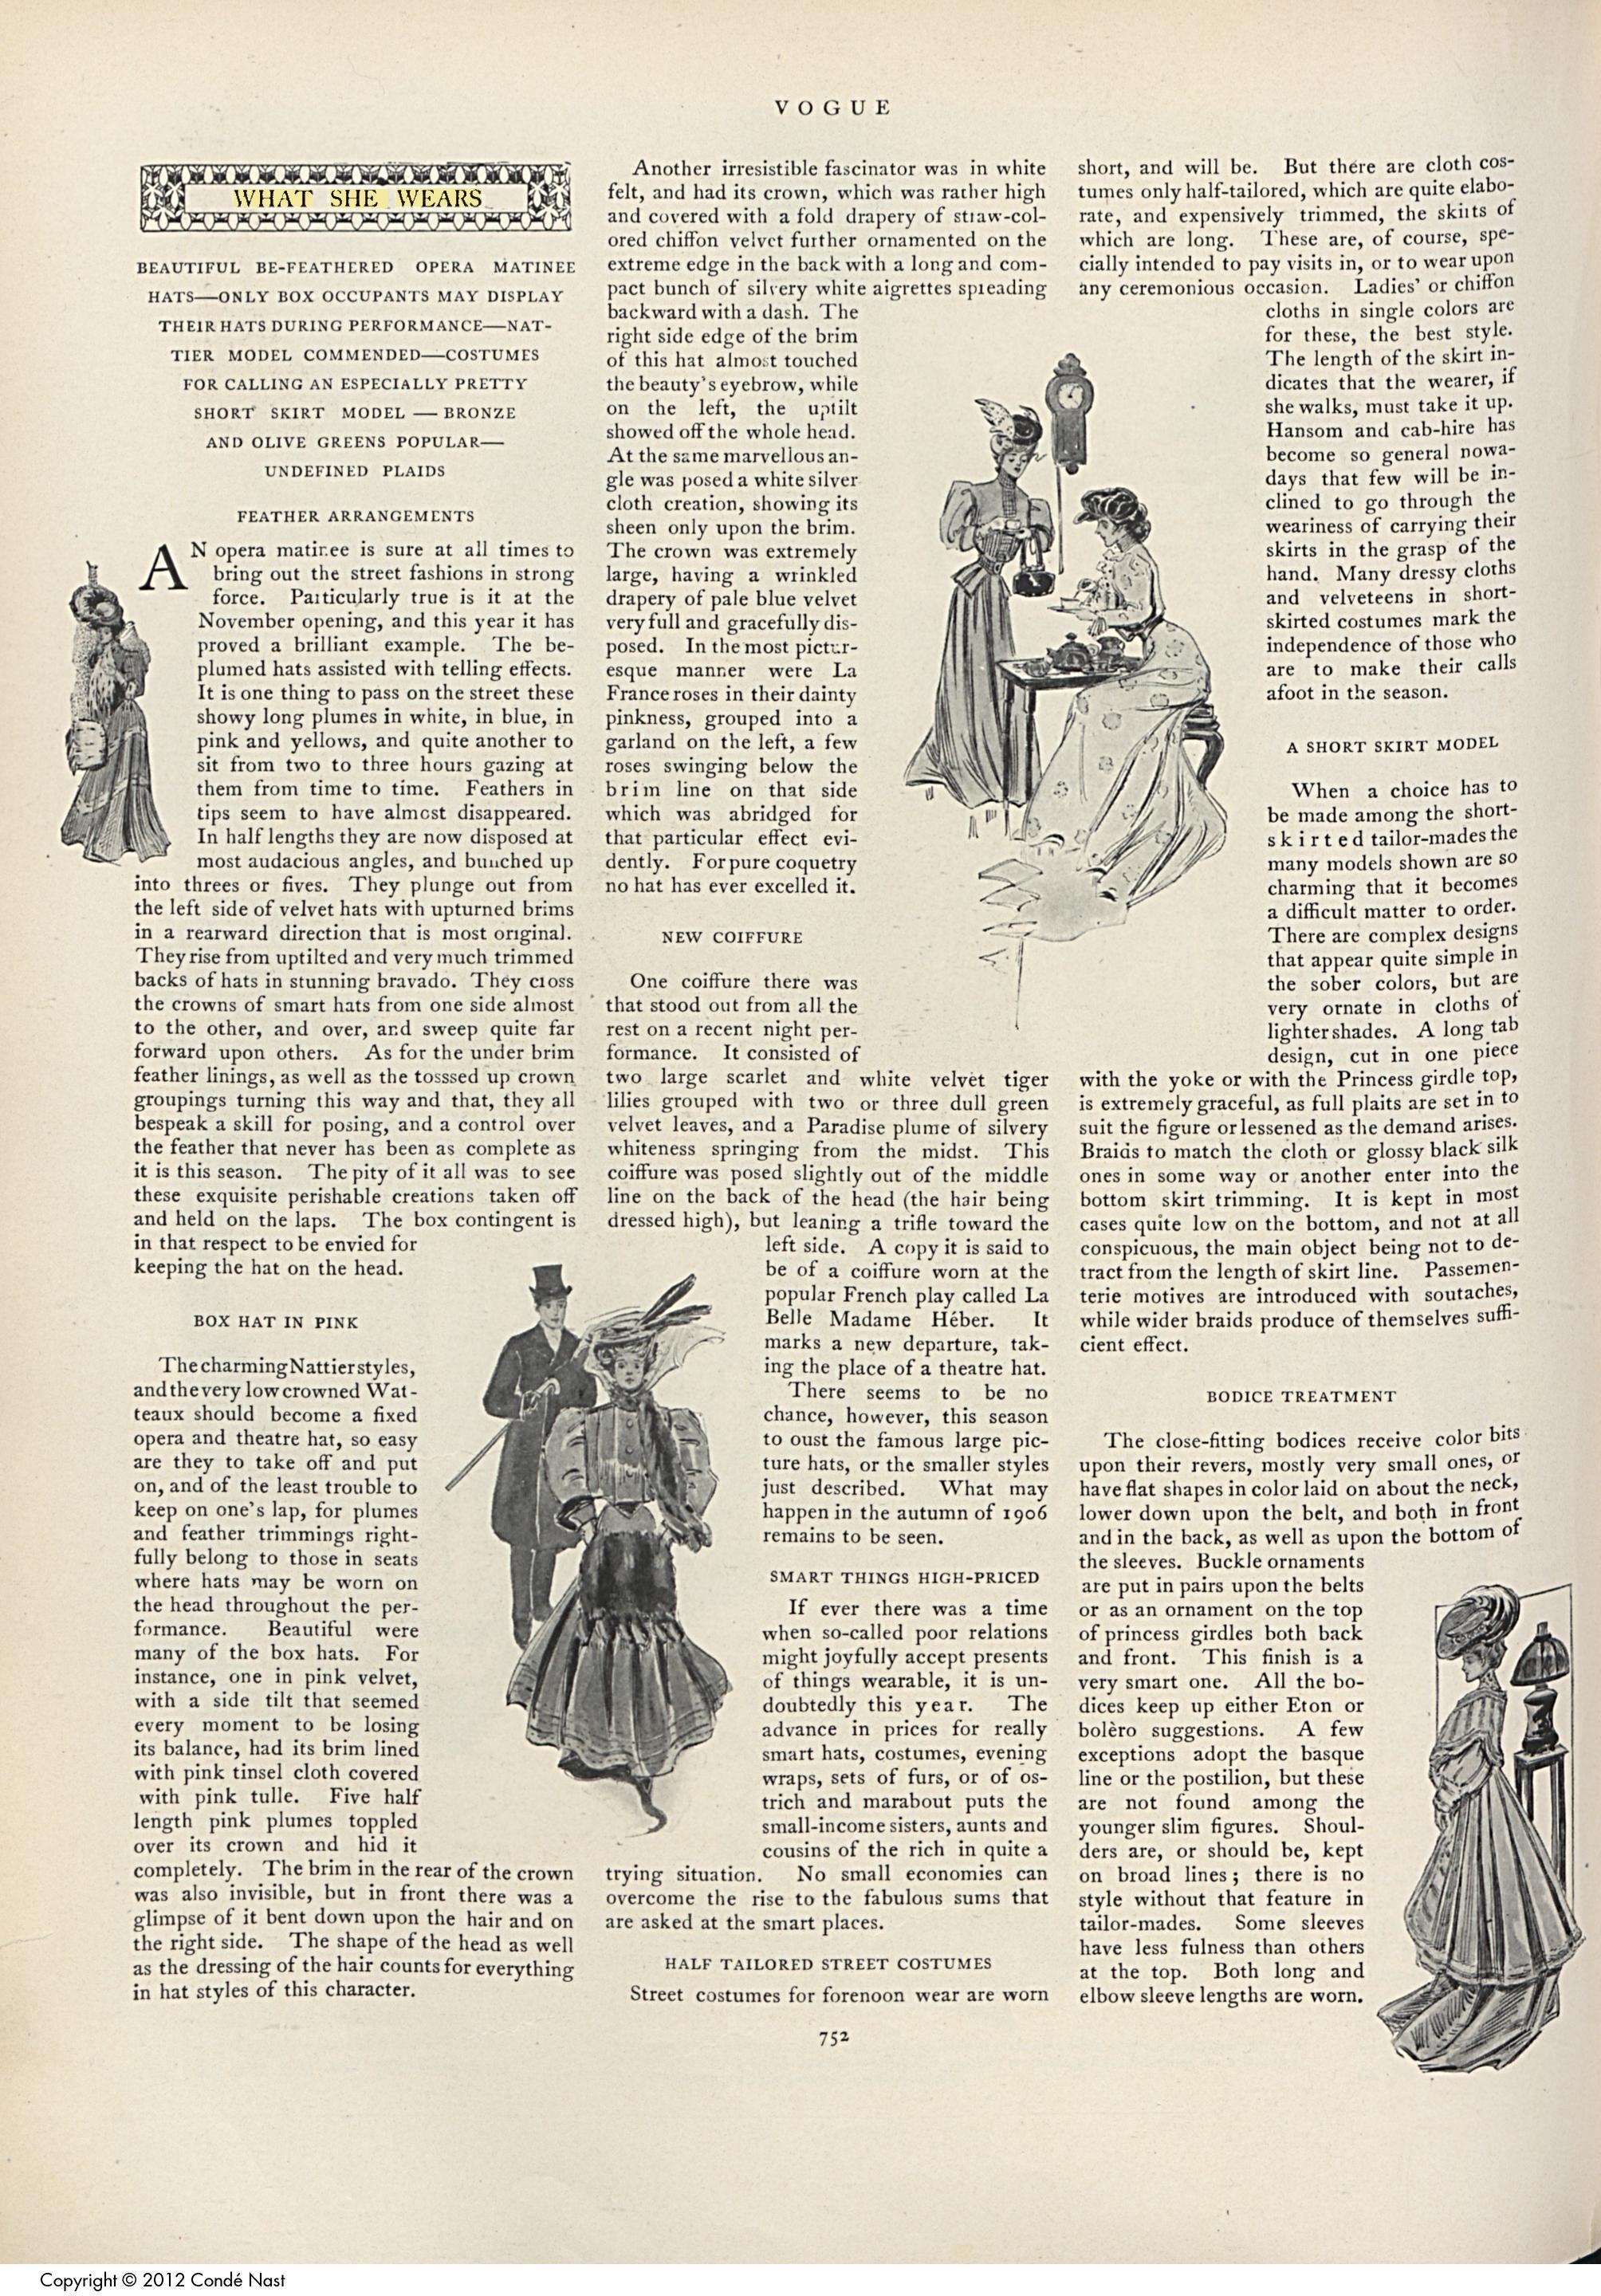 VOGUE
WHAT SHE WEARS
BEAUTIFUL BE-FEATHERED OPERA MATINEE
HATS—ONLY BOX OCCUPANTS MAY DISPLAY
THEIR HATS DURING PERFORMANCE—NAT-
TIER MODEL COMMENDED—COSTUMES
FOR CALLING AN ESPECIALLY PRETTY
SHORT SKIRT MODEL — BRONZE
AND OLIVE GREENS POPULAR—
UNDEFINED PLAIDS
FEATHER ARRANGEMENTS
AN opera matinee is sure at all times to
bring out the street fashions in strong
force. Particularly true is it at the
November opening, and this year it has
proved a brilliant example. The be-
plumed hats assisted with telling effects.
It is one thing to pass on the street these
showy long plumes in white, in blue, in
pink and yellows, and quite another to
sit from two to three hours gazing at
them from time to time. Feathers in
tips seem to have almost disappeared.
In half lengths they are now disposed at
most audacious angles, and bunched up
into threes or fives. They plunge out from
the left side of velvet hats with upturned brims
in a rearward direction that is most original.
They rise from uptilted and very much trimmed
backs of hats in stunning bravado. They cross
the crowns of smart hats from one side almost
to the other, and over, and sweep quite far
forward upon others. As for the under brim
feather linings, as well as the tosssed up crown
groupings turning this way and that, they all
bespeak a skill for posing, and a control over
the feather that never has been as complete as
it is this season. The pity of it all was to see
these exquisite perishable creations taken off
and held on the laps. The box contingent is
in that respect to be envied for
keeping the hat on the head.
BOX HAT IN PINK
The charming Nattier styles,
and the very low crowned Wat-
teaux should become a fixed
opera and theatre hat, so easy
are they to take off and put
on, and of the least trouble to
keep on one's lap, for plumes
and feather trimmings right-
fully belong to those in seats
where hats may be worn on
the head throughout the per-
formance. Beautiful were
many of the box hats. For
instance, one in pink velvet,
with a side tilt that seemed
every moment to be losing
its balance, had its brim lined
with pink tinsel cloth covered
with pink tulle. Five half
length pink plumes toppled
over its crown and hid it
completely. The brim in the rear of the crown
was also invisible, but in front there was a
glimpse of it bent down upon the hair and on
the right side. The shape of the head as well
as the dressing of the hair counts for everything
in hat styles of this character.
Another irresistible fascinator was in white
felt, and had its crown, which was rather high
and covered with a fold drapery of straw-col-
ored chiffon velvet further ornamented on the
extreme edge in the back with a long and com-
pact bunch of silvery white aigrettes spreading
backward with a dash. The
right side edge of the brim
of this hat almost touched
the beauty's eyebrow, while
on the left, the uptilt
showed off the whole head.
At the same marvellous an-
gle was posed a white silver
cloth creation, showing its
sheen only upon the brim.
The crown was extremely
large, having a wrinkled
drapery of pale blue velvet
very full and gracefully dis-
posed. In the most pictur-
esque manner were La
France roses in their dainty
pinkness, grouped into a
garland on the left, a few
roses swinging below the
brim line on that side
which was abridged for
that particular effect evi-
dently. For pure coquetry
no hat has ever excelled it.
NEW COIFFURE
One coiffure there was
that stood out from all the
rest on a recent night per-
formance. It consisted of
two large scarlet and white velvet tiger
lilies grouped with two or three dull green
velvet leaves, and a Paradise plume of silvery
whiteness springing from the midst. This
coiffure was posed slightly out of the middle
line on the back of the head (the hair being
dressed high), but leaning a trifle toward the
left side. A copy it is said to
be of a coiffure worn at the
popular French play called La
Belle Madame Héber. It
marks a new departure, tak-
ing the place of a theatre hat.
There seems to be no
chance, however, this season
to oust the famous large pic-
ture hats, or the smaller styles
just described. What may
happen in the autumn of 1906
remains to be seen.
SMART THINGS HIGH-PRICED
If ever there was a time
when so-called poor relations
might joyfully accept presents
of things wearable, it is un-
doubtedly this year. The
advance in prices for really
smart hats, costumes, evening
wraps, sets of furs, or of os-
trich and marabout puts the
small-income sisters, aunts and
cousins of the rich in quite a
trying situation. No small economies can
overcome the rise to the fabulous sums that
are asked at the smart places.
HALF TAILORED STREET COSTUMES
Street costumes for forenoon wear are worn
short, and will be. But there are cloth cos-
tumes only half-tailored, which are quite elabo-
rate, and expensively trimmed, the skirts of
which are long. These are, of course, spe-
cially intended to pay visits in, or to wear upon
any ceremonious occasion. Ladies' or chiffon
cloths in single colors are
for these, the best style.
The length of the skirt in-
dicates that the wearer, if
she walks, must take it up.
Hansom and cab-hire has
become so general nowa-
days that few will be in-
clined to go through the
weariness of carrying their
skirts in the grasp of the
hand. Many dressy cloths
and velveteens in short-
skirted costumes mark the
independence of those who
are to make their calls
afoot in the season.
A SHORT SKIRT MODEL
When a choice has to
be made among the short-
skirted tailor-mades the
many models shown are so
charming that it becomes
a difficult matter to order.
There are complex designs
that appear quite simple in
the sober colors, but are
very ornate in cloths of
lighter shades. A long tab
design, cut in one piece
with the yoke or with the Princess girdle top,
is extremely graceful, as full plaits are set in to
suit the figure or lessened as the demand arises.
Braids to match the cloth or glossy black silk
ones in some way or another enter into the
bottom skirt trimming. It is kept in most
cases quite low on the bottom, and not at all
conspicuous, the main object being not to de-
tract from the length of skirt line. Passemen-
terie motives are introduced with soutaches,
while wider braids produce of themselves suffi-
cient effect.
BODICE TREATMENT
The close-fitting bodices receive color bits
upon their revers, mostly very small ones, or
have flat shapes in color laid on about the neck,
lower down upon the belt, and both in front
and in the back, as well as upon the bottom of
the sleeves. Buckle ornaments
are put in pairs upon the belts
or as an ornament on the top
of princess girdles both back
and front. This finish is a
very smart one. All the bo-
dices keep up either Eton or
bolèro suggestions. A few
exceptions adopt the basque
line or the postilion, but these
are not found among the
younger slim figures. Shoul-
ders are, or should be, kept
on broad lines; there is no
style without that feature in
tailor-mades. Some sleeves
have less fulness than others
at the top. Both long and
elbow sleeve lengths are worn.
752
Copyright © 2012 Condé Nast